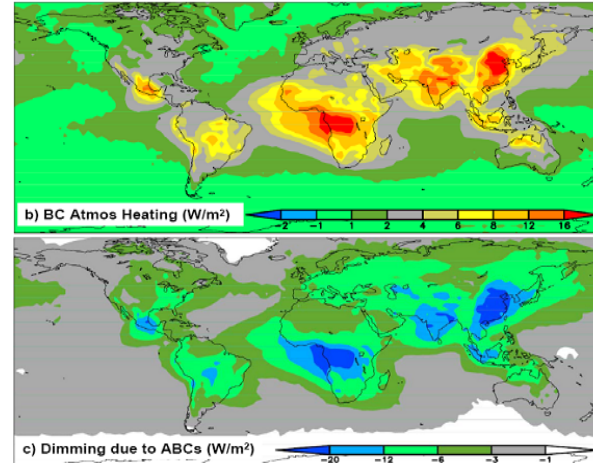 b) BC Atmos Heating (W/m²)
-2 -1 1 2 4 6 8 12 16
c) Dimming due to ABCs (W/m²)
-20 -12 -6 -3 -1